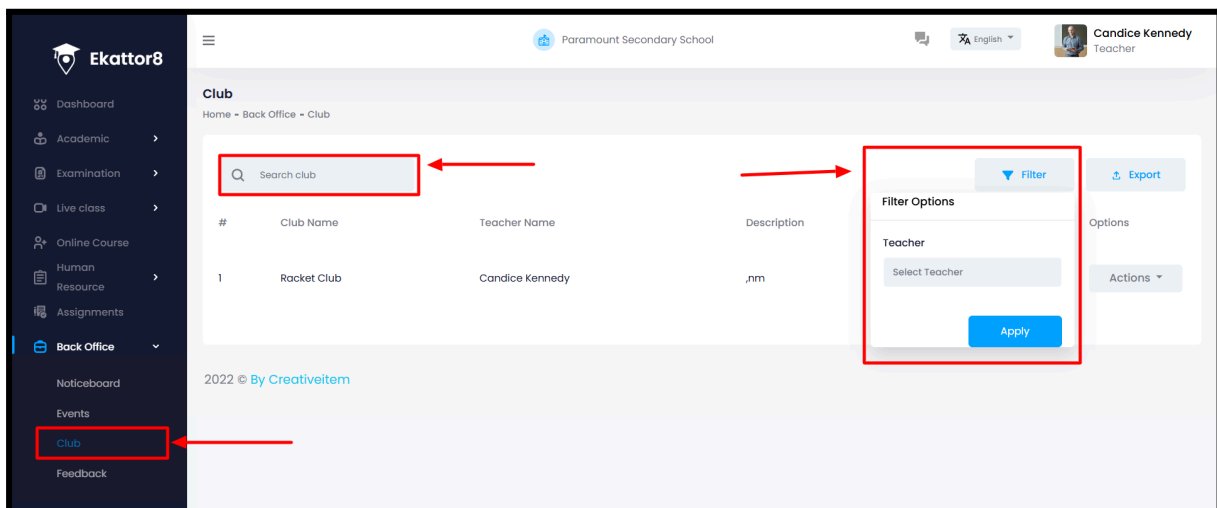 Ekattor8
Paramount Secondary School
English
Candice Kennedy
Teacher
Dashboard
Academic
Examination
Live class
Online Course
Human
Resource
Assignments
Back Office
Noticeboard
Events
Club
Feedback
Club
Home - Back Office - Club
Search club
Filter
Export
Filter Options
Teacher
Select Teacher
Apply
# Club Name Teacher Name Description Options
1 Racket Club Candice Kennedy ,nm Actions
2022 © By Creativeitem